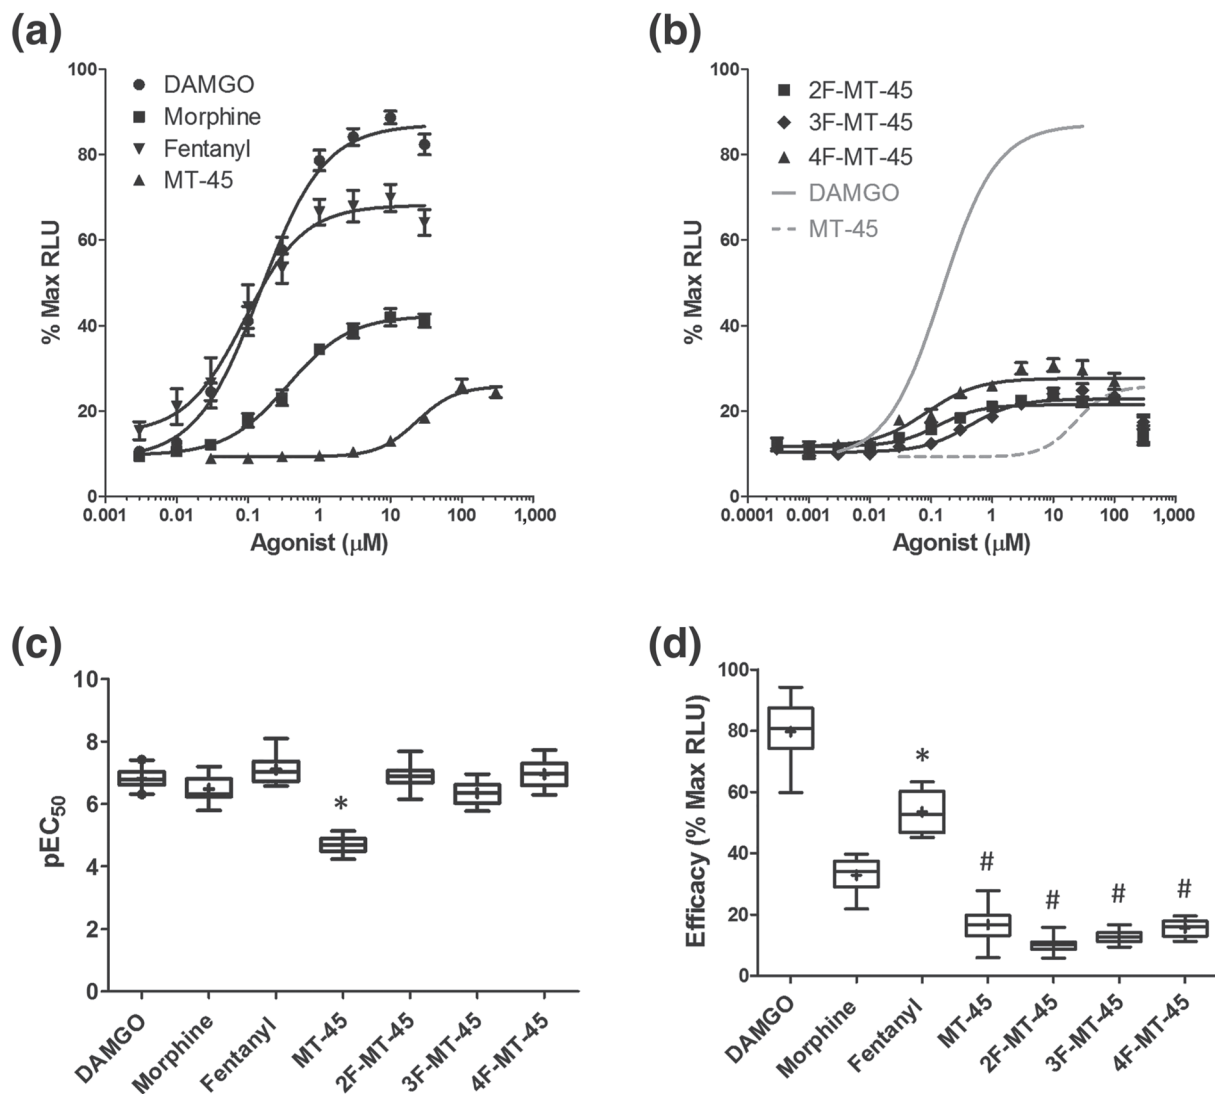 (a)
100
80
60
40
20
0
% Max RLU
DAMGO
Morphine
Fentanyl
MT-45
0.001 0.01 0.1 1 10 100 1,000
Agonist (μM)
(b)
100
80
60
40
20
0
% Max RLU
2F-MT-45
3F-MT-45
4F-MT-45
DAMGO
MT-45
0.0001 0.001 0.01 0.1 1 10 100 1,000
Agonist (μM)
(c)
10
8
6
4
2
0
pEC50
*
DAMGO
Morphine
Fentanyl
MT-45
2F-MT-45
3F-MT-45
4F-MT-45
(d)
100
80
60
40
20
0
Efficacy (% Max RLU)
*
# # # #
DAMGO
Morphine
Fentanyl
MT-45
2F-MT-45
3F-MT-45
4F-MT-45